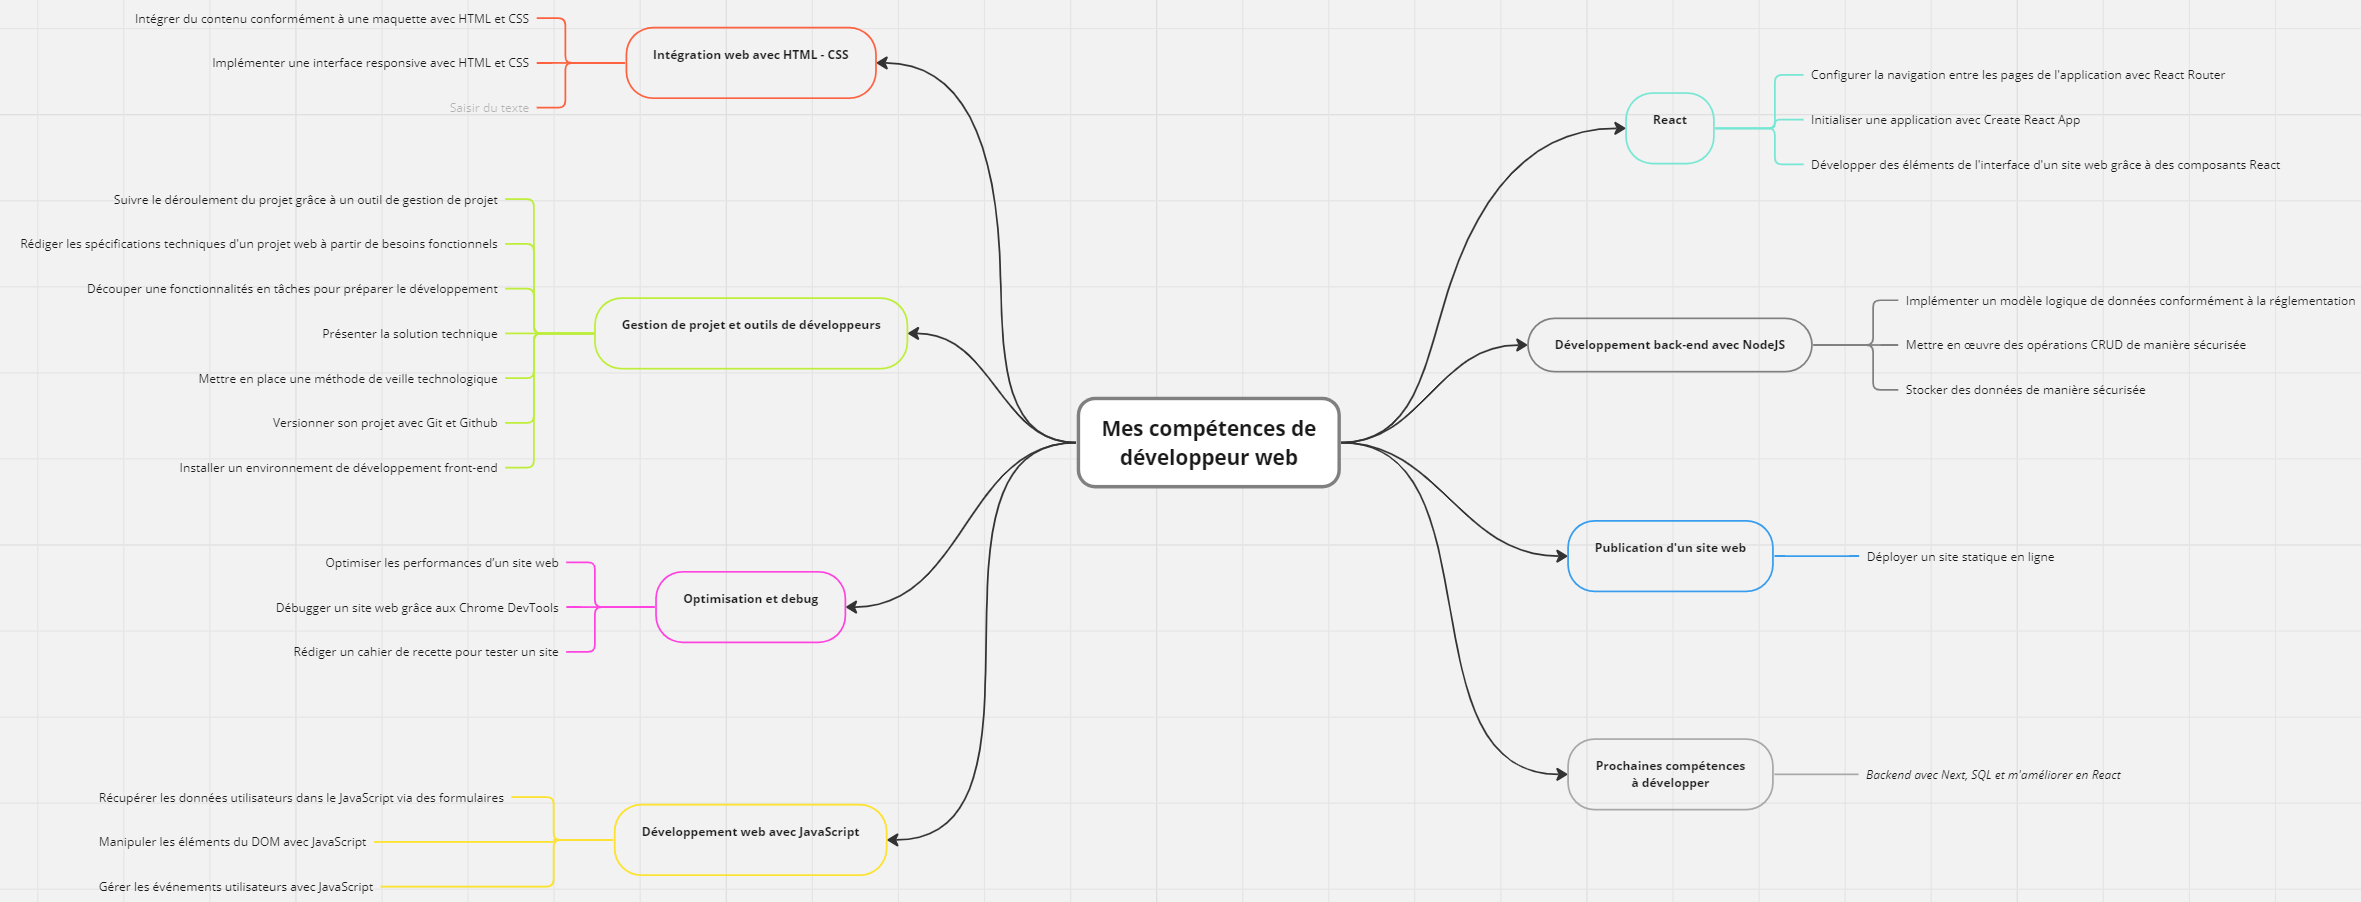 Intégrer du contenu conformément à une maquette avec HTML et CSS
Implémenter une interface responsive avec HTML et CSS
Saisir du texte
Intégration web avec HTML - CSS
Suivre le déroulement du projet grâce à un outil de gestion de projet
Rédiger les spécifications techniques d'un projet web à partir de besoins fonctionnels
Découper une fonctionnalités en tâches pour préparer le développement
Présenter la solution technique
Mettre en place une méthode de veille technologique
Versionner son projet avec Git et Github
Installer un environnement de développement front-end
Gestion de projet et outils de développeurs
Optimiser les performances d'un site web
Débugger un site web grâce aux Chrome DevTools
Rédiger un cahier de recette pour tester un site
Optimisation et debug
Récupérer les données utilisateurs dans le JavaScript via des formulaires
Manipuler les éléments du DOM avec JavaScript
Gérer les événements utilisateurs avec JavaScript
Développement web avec JavaScript
Mes compétences de
développeur web
React
Configurer la navigation entre les pages de l'application avec React Router
Initialiser une application avec Create React App
Développer des éléments de l'interface d'un site web grâce à des composants React
Développement back-end avec NodeJS
Implémenter un modèle logique de données conformément à la réglementation
Mettre en œuvre des opérations CRUD de manière sécurisée
Stocker des données de manière sécurisée
Publication d'un site web
Déployer un site statique en ligne
Prochaines compétences
à développer
Backend avec Next, SQL et m'améliorer en React